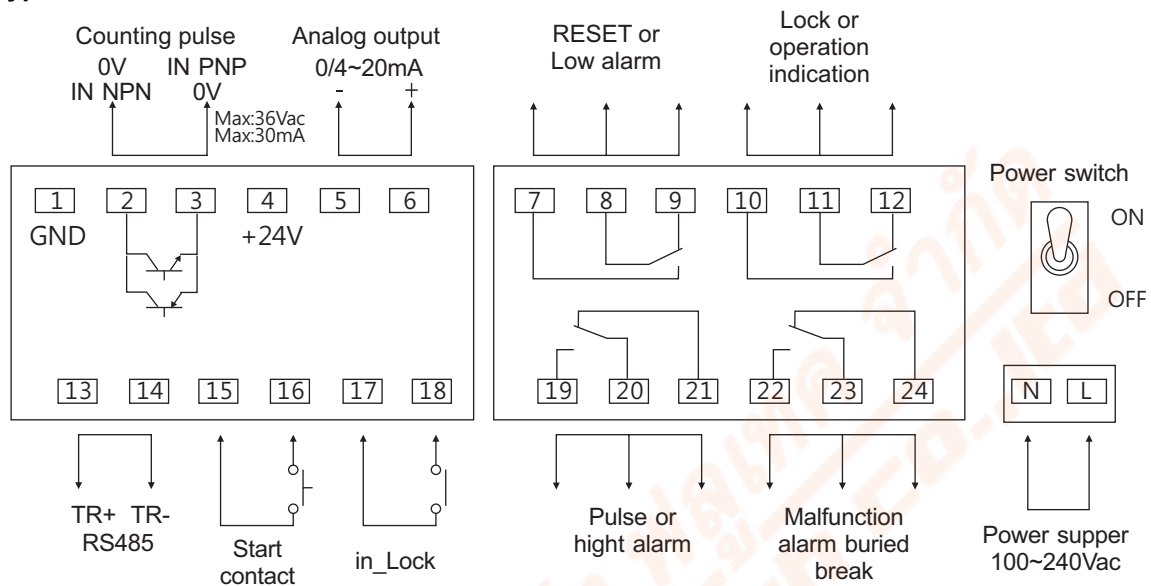 Counting pulse
0V IN PNP
IN NPN 0V
Max:36Vac
Max:30mA
Analog output
0/4~20mA
- +
RESET or
Low alarm
Lock or
operation
indication
1 2 3 4 5 6
GND +24V
13 14 15 16 17 18
7 8 9 10 11 12
19 20 21 22 23 24
Power switch
ON
OFF
N L
TR+ TR-
RS485
Start
contact
in_Lock
Pulse or
hight alarm
Malfunction
alarm buried
break
Power supper
100~240Vac